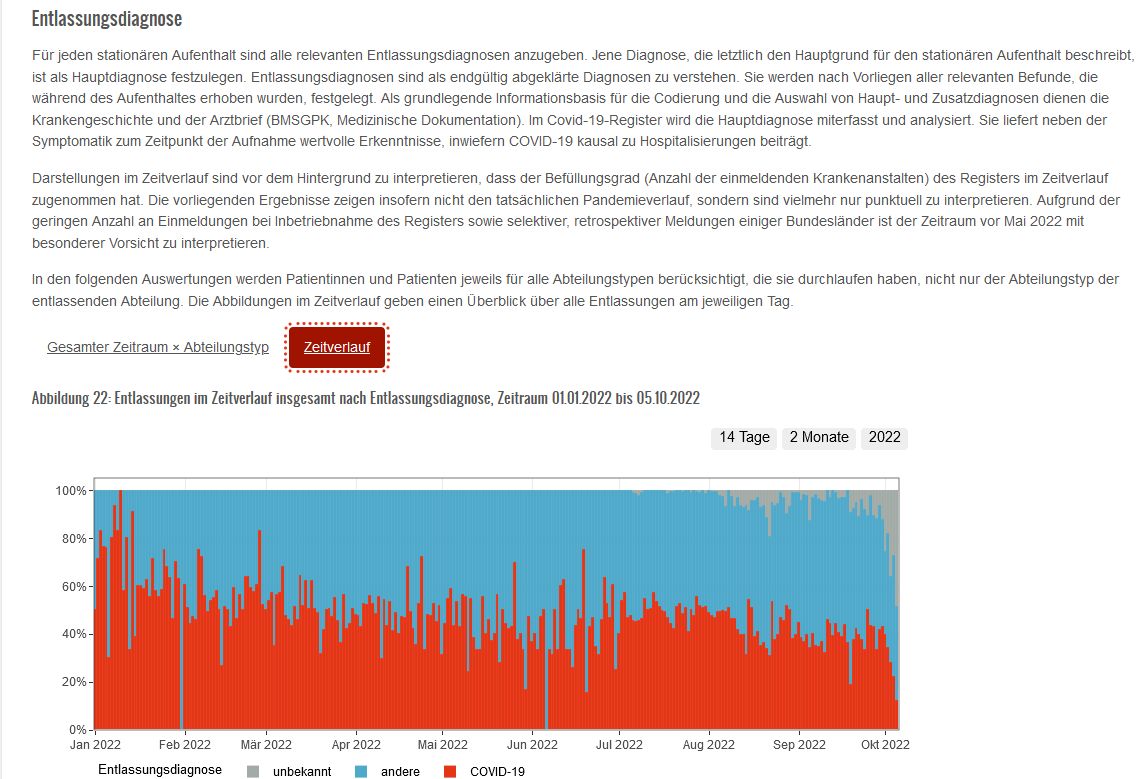 Entlassungsdiagnose
Für jeden stationären Aufenthalt sind alle relevanten Entlassungsdiagnosen anzugeben. Jene Diagnose, die letztlich den Hauptgrund für den stationären Aufenthalt beschreibt,
ist als Hauptdiagnose festzulegen. Entlassungsdiagnosen sind als endgültig abgeklärte Diagnosen zu verstehen. Sie werden nach Vorliegen aller relevanten Befunde, die
während des Aufenthaltes erhoben wurden, festgelegt. Als grundlegende Informationsbasis für die Codierung und die Auswahl von Haupt- und Zusatzdiagnosen dienen die
Krankengeschichte und der Arztbrief (BMSGPK, Medizinische Dokumentation). Im Covid-19-Register wird die Hauptdiagnose miterfasst und analysiert. Sie liefert neben der
Symptomatik zum Zeitpunkt der Aufnahme wertvolle Erkenntnisse, inwiefern COVID-19 kausal zu Hospitalisierungen beiträgt.
Darstellungen im Zeitverlauf sind vor dem Hintergrund zu interpretieren, dass der Befüllungsgrad (Anzahl der einmeldenden Krankenanstalten) des Registers im Zeitverlauf
zugenommen hat. Die vorliegenden Ergebnisse zeigen insofern nicht den tatsächlichen Pandemieverlauf, sondern sind vielmehr nur punktuell zu interpretieren. Aufgrund der
geringen Anzahl an Einmeldungen bei Inbetriebnahme des Registers sowie selektiver, retrospektiver Meldungen einiger Bundesländer ist der Zeitraum vor Mai 2022 mit
besonderer Vorsicht zu interpretieren.
In den folgenden Auswertungen werden Patientinnen und Patienten jeweils für alle Abteilungstypen berücksichtigt, die sie durchlaufen haben, nicht nur der Abteilungstyp der
entlassenden Abteilung. Die Abbildungen im Zeitverlauf geben einen Überblick über alle Entlassungen am jeweiligen Tag.
Gesamter Zeitraum × Abteilungstyp Zeitverlauf
Abbildung 22: Entlassungen im Zeitverlauf insgesamt nach Entlassungsdiagnose, Zeitraum 01.01.2022 bis 05.10.2022
14 Tage 2 Monate 2022
100%
80%
60%
40%
20%
0%
Jan 2022 Feb 2022 Mär 2022 Apr 2022 Mai 2022 Jun 2022 Jul 2022 Aug 2022 Sep 2022 Okt 2022
Entlassungsdiagnose unbekannt andere COVID-19